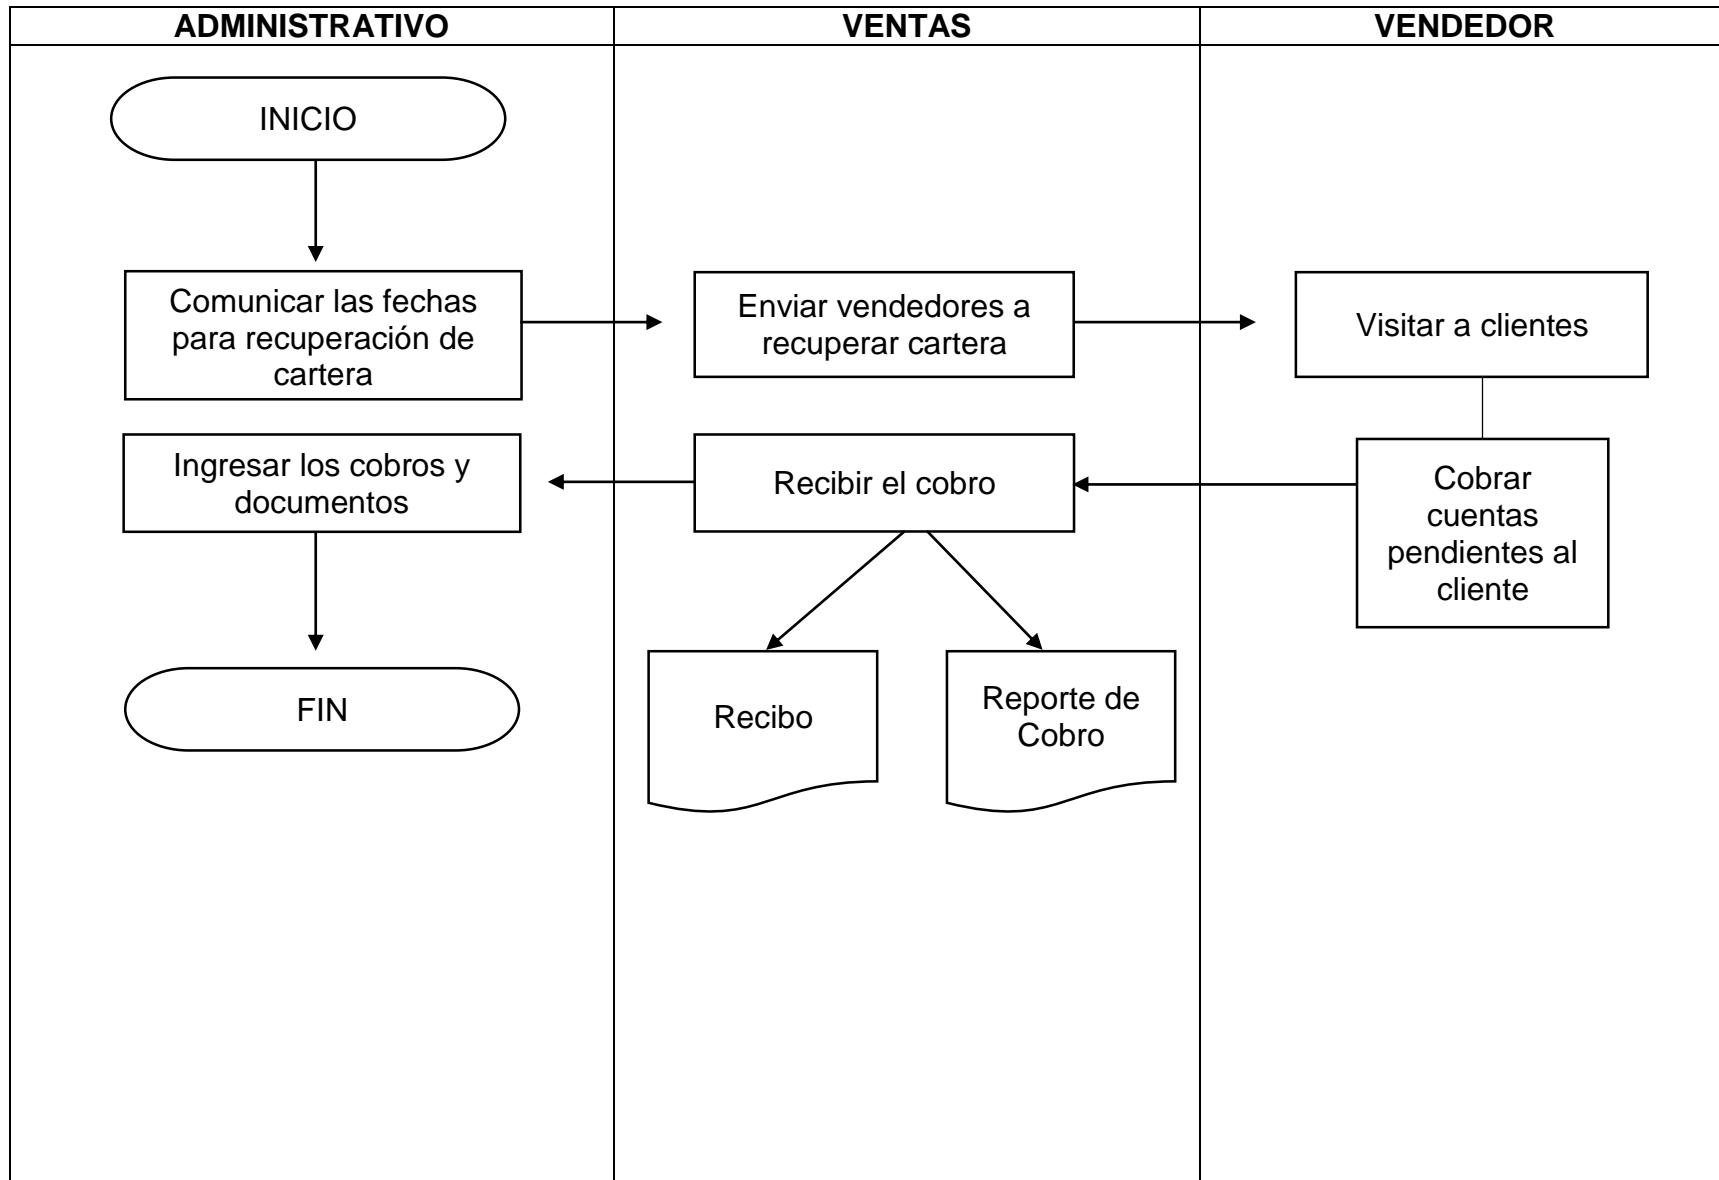 ADMINISTRATIVO
VENTAS
VENDEDOR
INICIO
Comunicar las fechas
para recuperación de
cartera
Enviar vendedores a
recuperar cartera
Visitar a clientes
Ingresar los cobros y
documentos
Recibir el cobro
Cobrar
cuentas
pendientes al
cliente
FIN
Recibo
Reporte de
Cobro